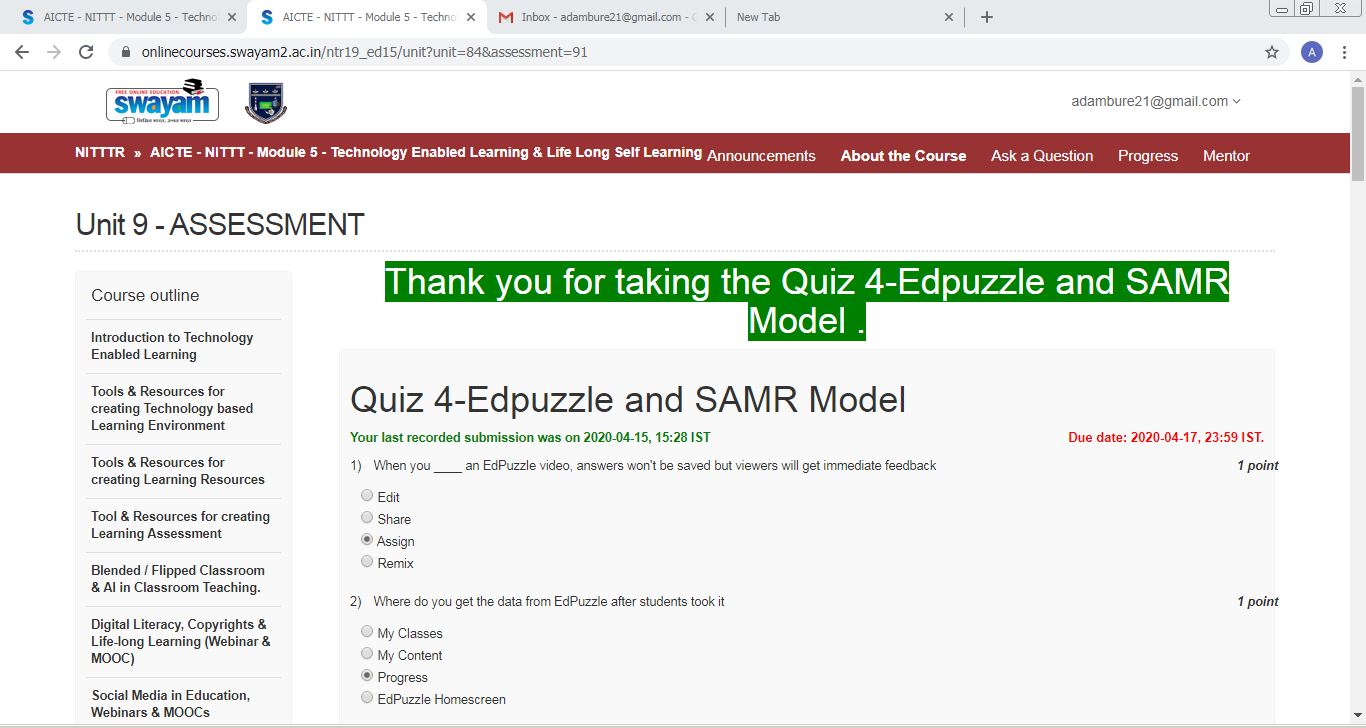 AICTE - NITTT - Module 5 - Techno
AICTE - NITTT - Module 5 - Techno
Inbox - adambure21@gmail.com -
New Tab
onlinecourses.swayam2.ac.in/ntr19_ed15/unit?unit=84&assessment=91
A
FREE ONLINE EDUCATION
swayam
adambure21@gmail.com
NITTTR » AICTE - NITTT - Module 5 - Technology Enabled Learning & Life Long Self Learning
Announcements About the Course Ask a Question Progress Mentor
Unit 9 - ASSESSMENT
Course outline
Introduction to Technology
Enabled Learning
Tools & Resources for
creating Technology based
Learning Environment
Tools & Resources for
creating Learning Resources
Tool & Resources for creating
Learning Assessment
Blended / Flipped Classroom
& AI in Classroom Teaching.
Digital Literacy, Copyrights &
Life-long Learning (Webinar &
MOOC)
Social Media in Education,
Webinars & MOOCs
Thank you for taking the Quiz 4-Edpuzzle and SAMR
Model .
Quiz 4-Edpuzzle and SAMR Model
Your last recorded submission was on 2020-04-15, 15:28 IST
Due date: 2020-04-17, 23:59 IST.
1) When you ____ an EdPuzzle video, answers won't be saved but viewers will get immediate feedback 1 point
Edit
Share
Assign
Remix
2) Where do you get the data from EdPuzzle after students took it 1 point
My Classes
My Content
Progress
EdPuzzle Homescreen